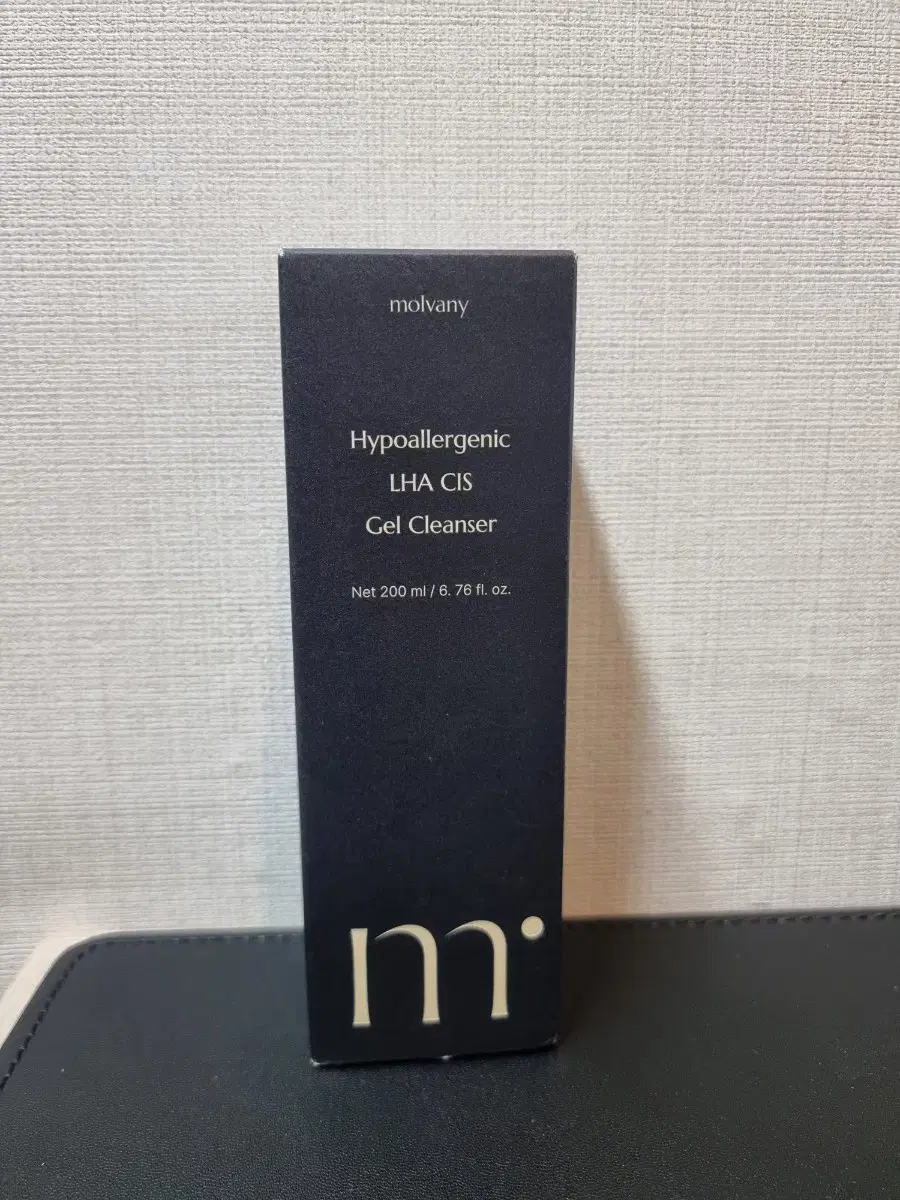 molvany
Hypoallergenic
LHA CIS
Gel Cleanser
Net 200 ml / 6. 76 fl. oz.
m